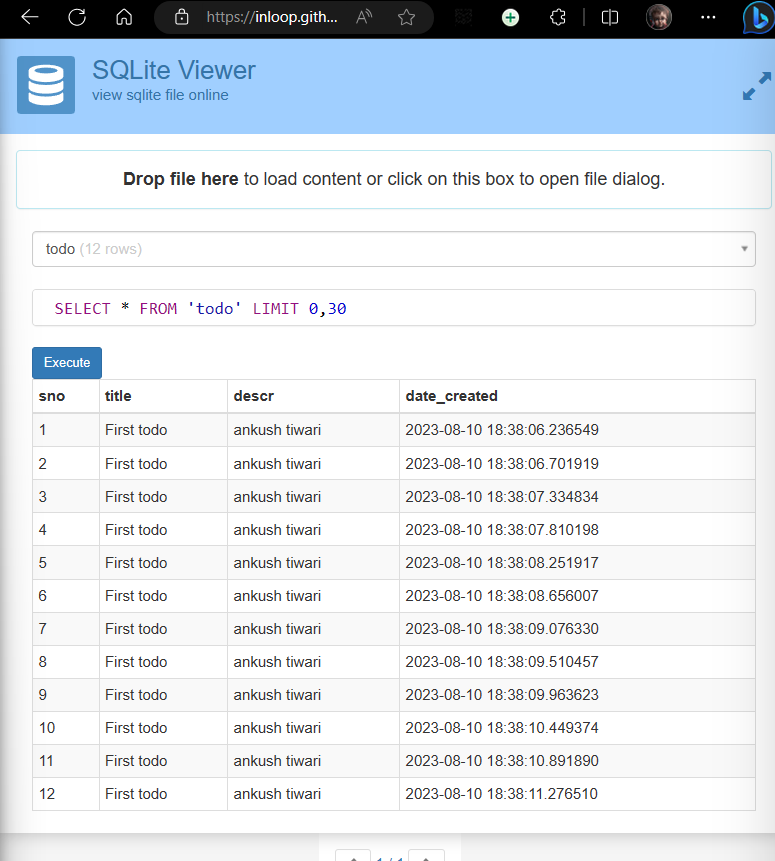 https://inloop.gith...
SQLite Viewer
view sqlite file online
Drop file here to load content or click on this box to open file dialog.
todo (12 rows)
SELECT * FROM 'todo' LIMIT 0,30
Execute
sno title descr date_created
1 First todo ankush tiwari 2023-08-10 18:38:06.236549
2 First todo ankush tiwari 2023-08-10 18:38:06.701919
3 First todo ankush tiwari 2023-08-10 18:38:07.334834
4 First todo ankush tiwari 2023-08-10 18:38:07.810198
5 First todo ankush tiwari 2023-08-10 18:38:08.251917
6 First todo ankush tiwari 2023-08-10 18:38:08.656007
7 First todo ankush tiwari 2023-08-10 18:38:09.076330
8 First todo ankush tiwari 2023-08-10 18:38:09.510457
9 First todo ankush tiwari 2023-08-10 18:38:09.963623
10 First todo ankush tiwari 2023-08-10 18:38:10.449374
11 First todo ankush tiwari 2023-08-10 18:38:10.891890
12 First todo ankush tiwari 2023-08-10 18:38:11.276510